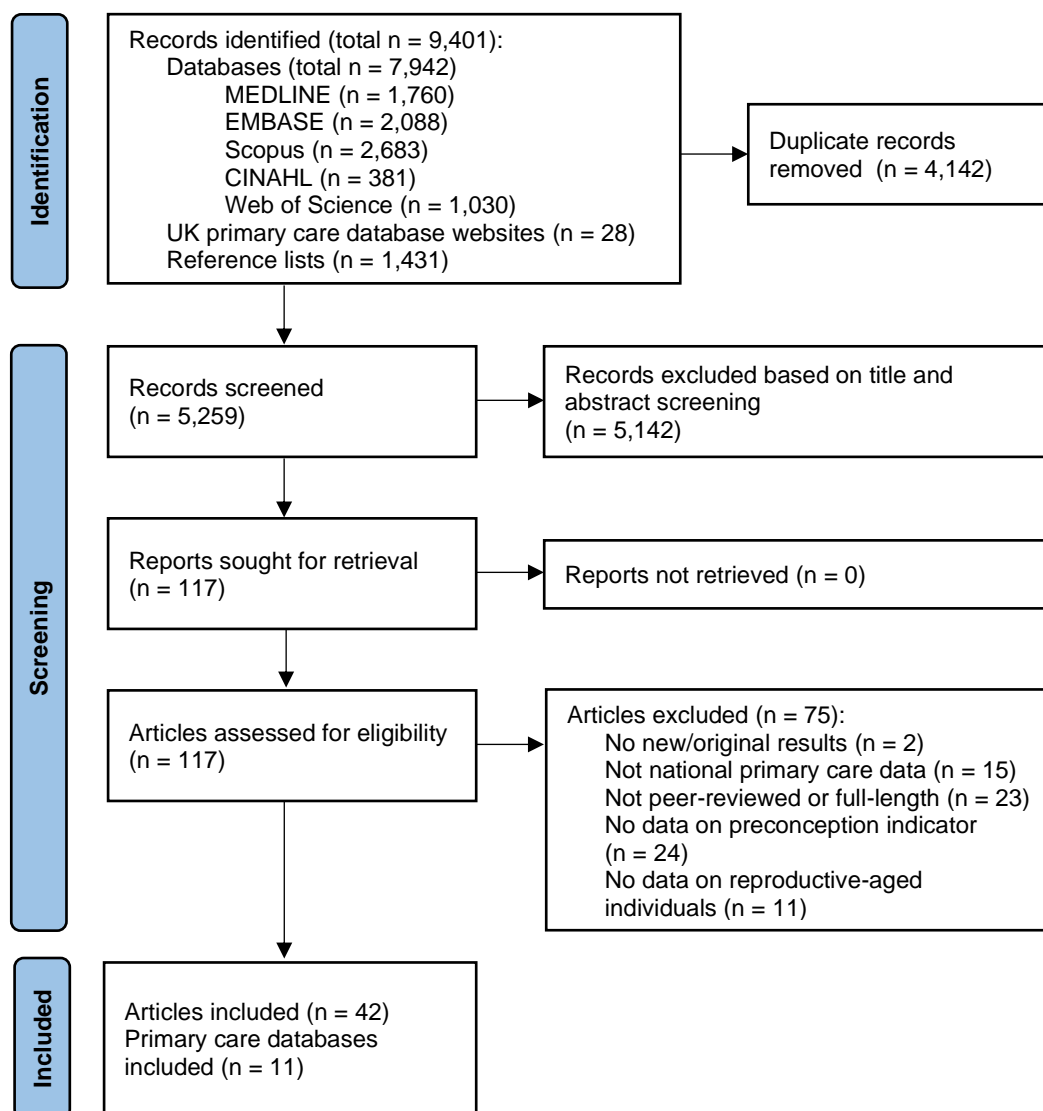 Identification
Records identified (total n = 9,401):
Databases (total n = 7,942)
MEDLINE (n = 1,760)
EMBASE (n = 2,088)
Scopus (n = 2,683)
CINAHL (n = 381)
Web of Science (n = 1,030)
UK primary care database websites (n = 28)
Reference lists (n = 1,431)
Duplicate records
removed  (n = 4,142)
Screening
Records screened
(n = 5,259)
Records excluded based on title and
abstract screening
(n = 5,142)
Reports sought for retrieval
(n = 117)
Reports not retrieved (n = 0)
Articles assessed for eligibility
(n = 117)
Articles excluded (n = 75):
No new/original results (n = 2)
Not national primary care data (n = 15)
Not peer-reviewed or full-length (n = 23)
No data on preconception indicator
(n = 24)
No data on reproductive-aged
individuals (n = 11)
Included
Articles included (n = 42)
Primary care databases
included (n = 11)